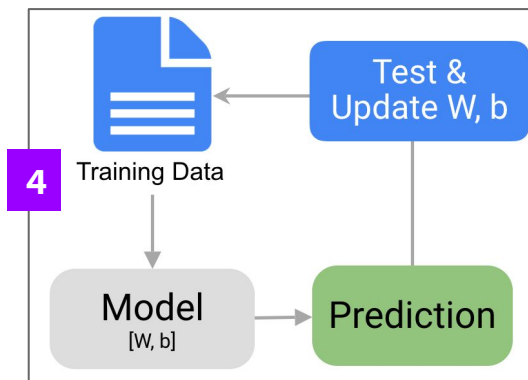 Test &
Update W, b
Training Data
4
Model
[W, b]
Prediction